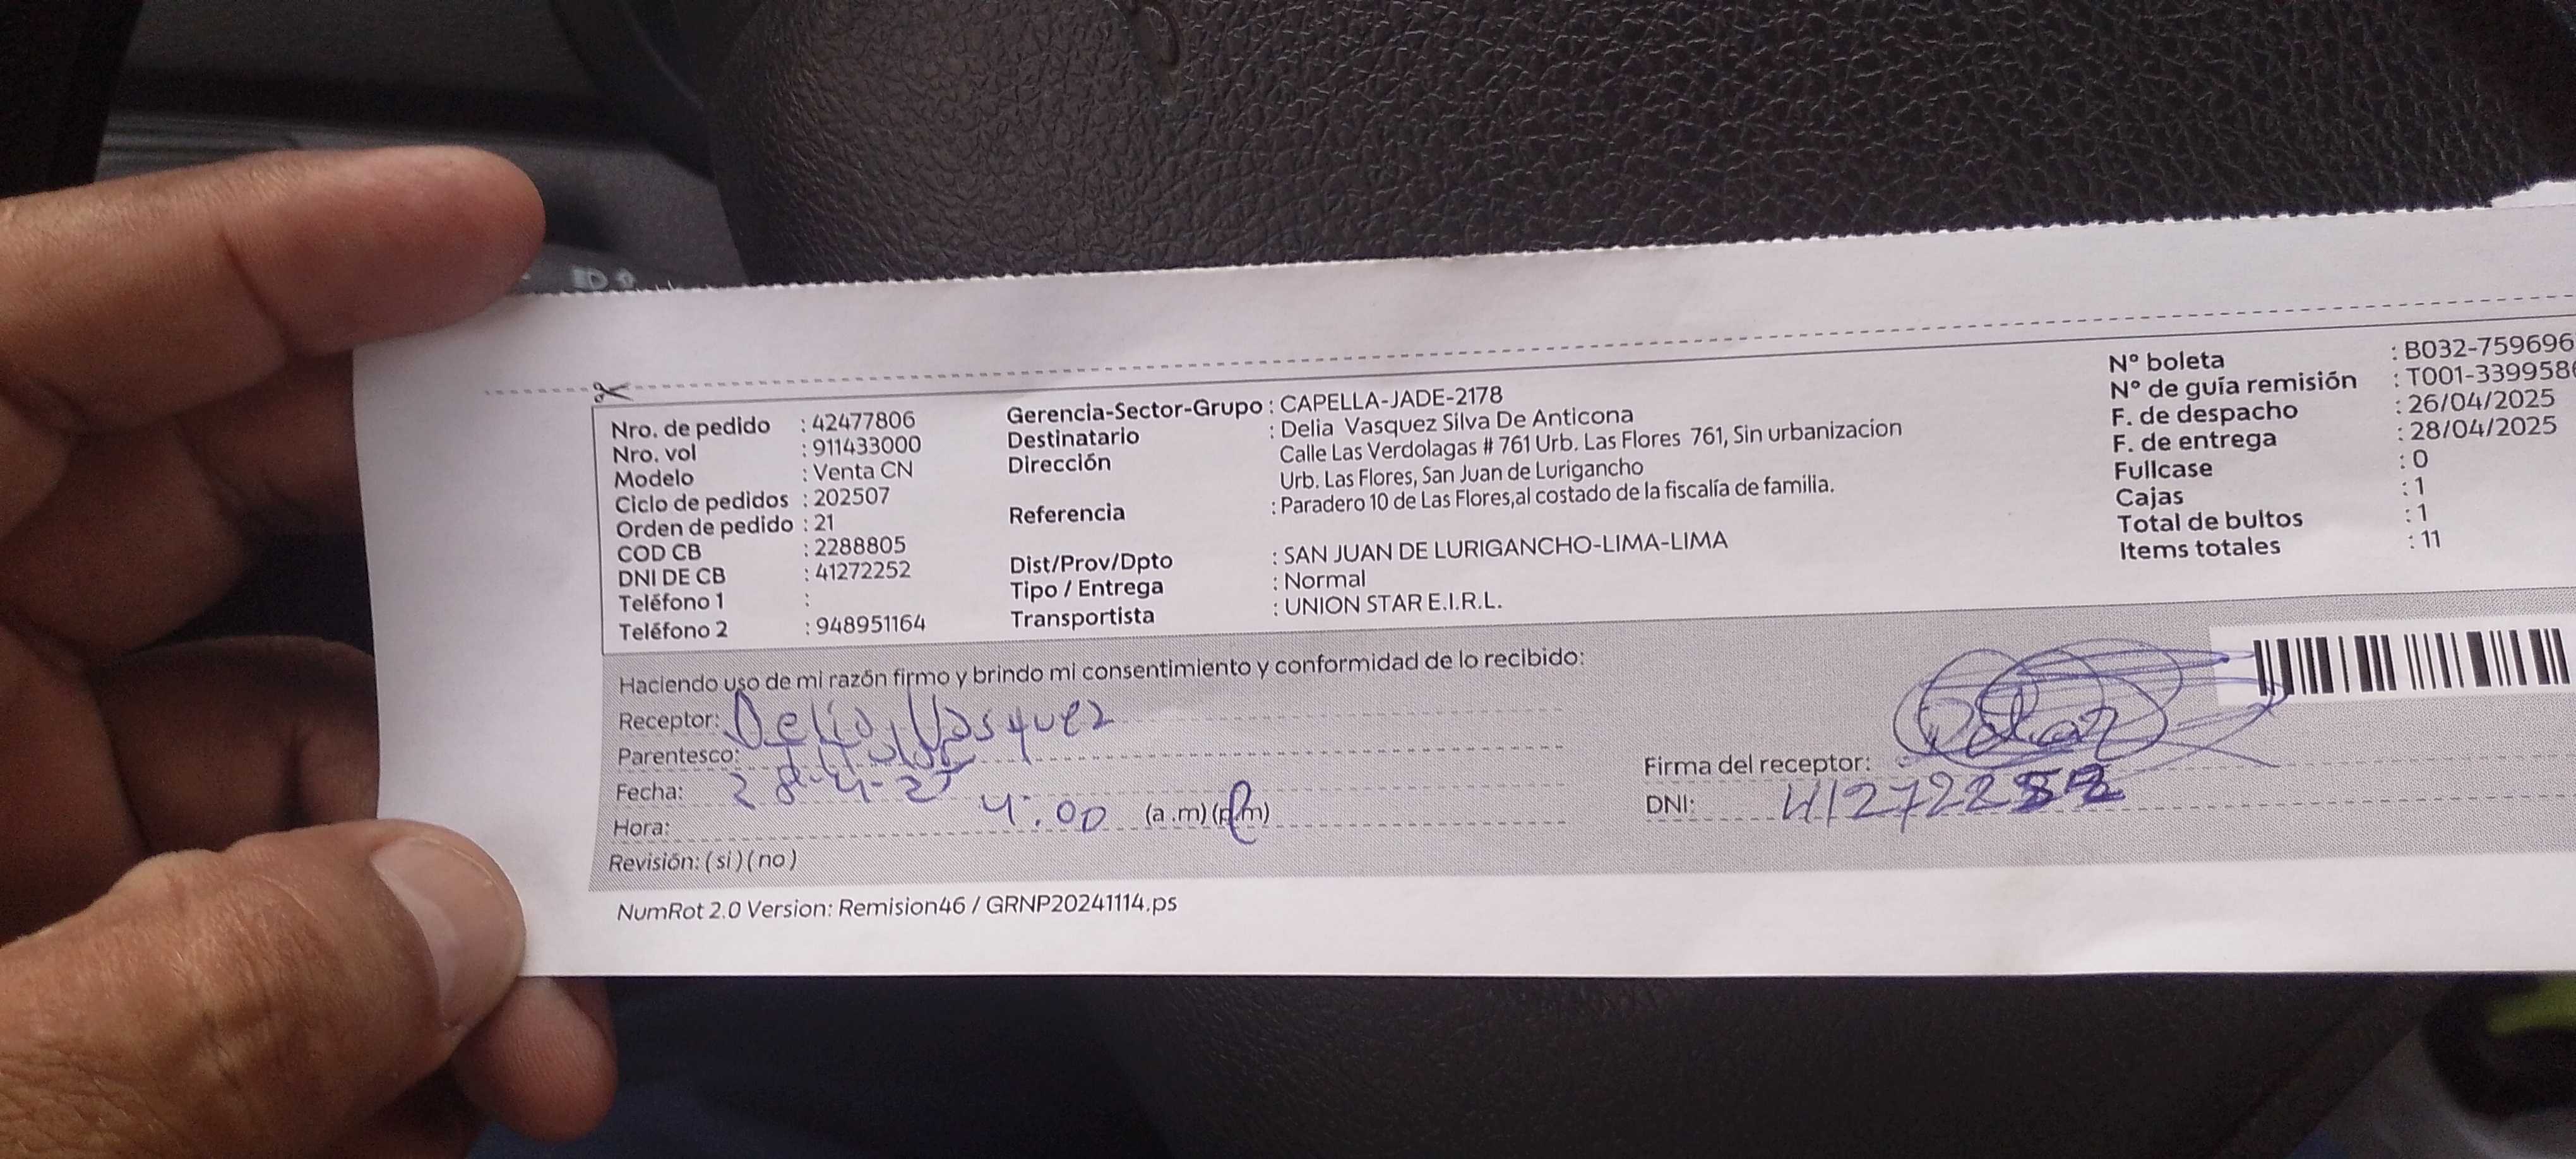 Nro. de pedido : 42477806
Nro. vol : 911433000
Modelo : Venta CN
Ciclo de pedidos : 202507
Orden de pedido : 21
COD CB : 2288805
DNI DE CB : 41272252
Teléfono 1 :
Teléfono 2 : 948951164
Gerencia-Sector-Grupo : CAPELLA-JADE-2178
Destinatario : Delia Vasquez Silva De Anticona
Dirección Calle Las Verdolagas # 761 Urb. Las Flores 761, Sin urbanizacion
Urb. Las Flores, San Juan de Lurigancho
Referencia : Paradero 10 de Las Flores,al costado de la fiscalía de familia.
Dist/Prov/Dpto : SAN JUAN DE LURIGANCHO-LIMA-LIMA
Tipo / Entrega : Normal
Transportista : UNION STAR E.I.R.L.
N° boleta : B032-759696
N° de guía remisión : T001-339958
F. de despacho : 26/04/2025
F. de entrega : 28/04/2025
Fullcase : 0
Cajas : 1
Total de bultos : 1
Items totales : 11
Haciendo uso de mi razón firmo y brindo mi consentimiento y conformidad de lo recibido:
Receptor: Delia Vasquez
Parentesco: titular
Fecha: 28-4-25
Hora: 4:00 (a.m)(p.m)
Revisión: (si)(no)
Firma del receptor:
DNI: 41272252
NumRot 2.0 Version: Remision46 / GRNP20241114.ps